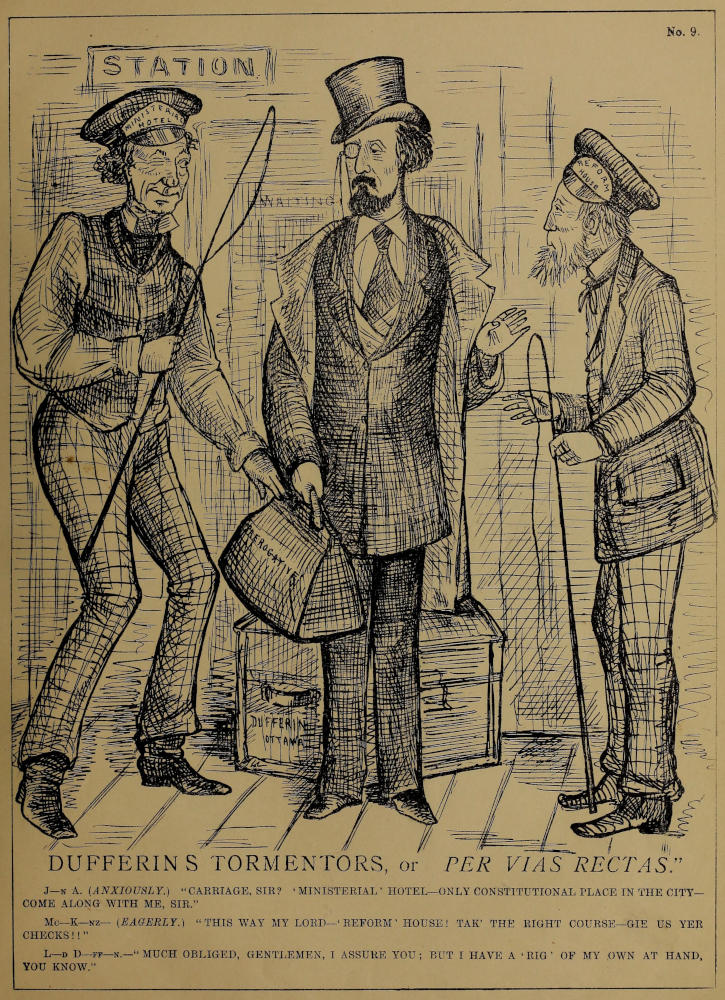 No. 9.
STATION
MINISTERIAL
HOTEL
WAITING
REFORM
HOUSE
PEROGATIVE
DUFFERIN
OTTAWA
DUFFERINS TORMENTORS, or PER VIAS RECTAS."
J—N A. (ANXIOUSLY.) "CARRIAGE, SIR? 'MINISTERIAL' HOTEL—ONLY CONSTITUTIONAL PLACE IN THE CITY—
COME ALONG WITH ME, SIR."
MC—K—NZ— (EAGERLY.) "THIS WAY MY LORD—'REFORM' HOUSE! TAK' THE RIGHT COURSE—GIE US YER
CHECKS!!"
L—D D—FF—N.—"MUCH OBLIGED, GENTLEMEN, I ASSURE YOU; BUT I HAVE A 'RIG' OF MY OWN AT HAND,
YOU KNOW."